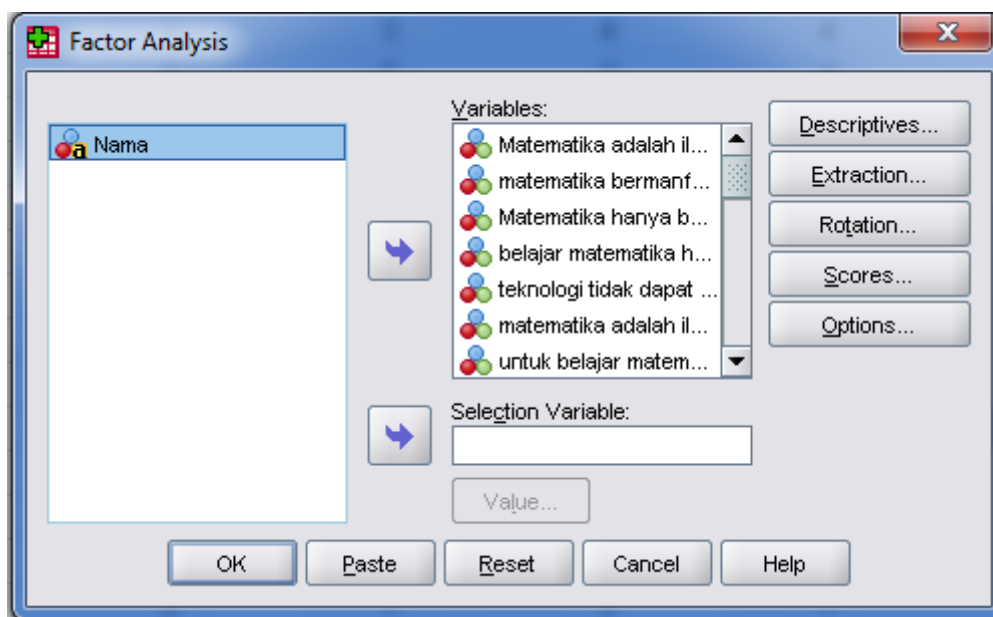 Factor Analysis
Nama
Variables:
Matematika adalah il...
matematika bermanf...
Matematika hanya b...
belajar matematika h...
teknologi tidak dapat ...
matematika adalah il...
untuk belajar matem...
Selection Variable:
Value...
Descriptives...
Extraction...
Rotation...
Scores...
Options...
OK
Paste
Reset
Cancel
Help